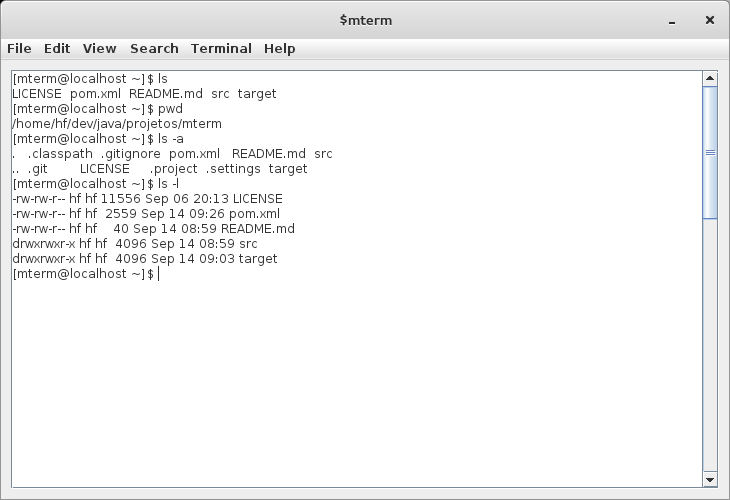 $mterm
File Edit View Search Terminal Help
[mterm@localhost ~]$ ls
LICENSE  pom.xml  README.md  src  target
[mterm@localhost ~]$ pwd
/home/hf/dev/java/projetos/mterm
[mterm@localhost ~]$ ls -a
.   .classpath  .gitignore  pom.xml   README.md  src
..  .git        LICENSE     .project  .settings  target
[mterm@localhost ~]$ ls -l
-rw-rw-r-- hf hf 11556 Sep 06 20:13 LICENSE
-rw-rw-r-- hf hf  2559 Sep 14 09:26 pom.xml
-rw-rw-r-- hf hf    40 Sep 14 08:59 README.md
drwxrwxr-x hf hf  4096 Sep 14 08:59 src
drwxrwxr-x hf hf  4096 Sep 14 09:03 target
[mterm@localhost ~]$